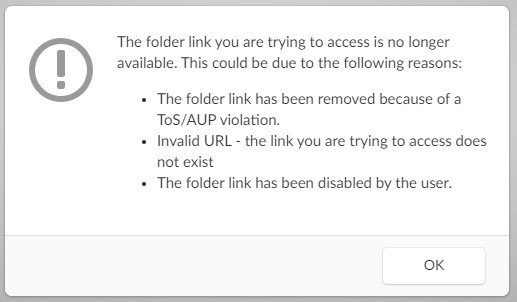 The folder link you are trying to access is no longer
available. This could be due to the following reasons:
• The folder link has been removed because of a
ToS/AUP violation.
• Invalid URL - the link you are trying to access does
not exist
• The folder link has been disabled by the user.
OK